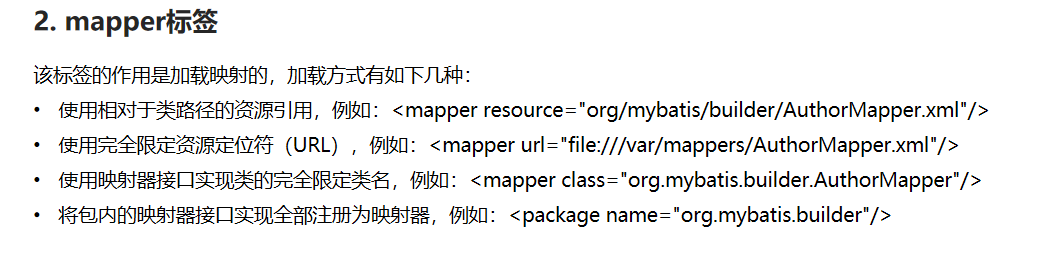 2. mapper标签
该标签的作用是加载映射的，加载方式有如下几种：
• 使用相对于类路径的资源引用，例如：<mapper resource="org/mybatis/builder/AuthorMapper.xml"/>
• 使用完全限定资源定位符（URL），例如：<mapper url="file:///var/mappers/AuthorMapper.xml"/>
• 使用映射器接口实现类的完全限定类名，例如：<mapper class="org.mybatis.builder.AuthorMapper"/>
• 将包内的映射器接口实现全部注册为映射器，例如：<package name="org.mybatis.builder"/>